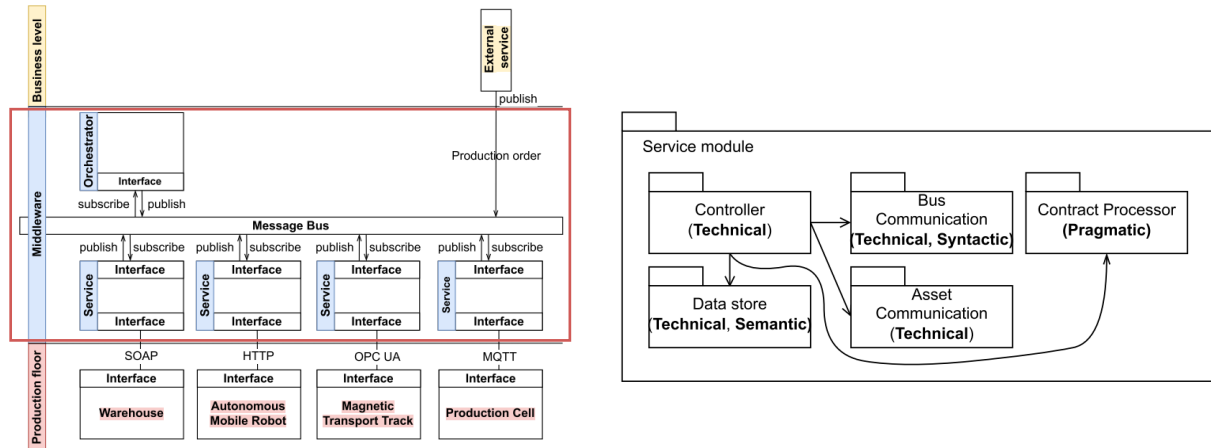 Business level
External
service
publish
Middleware
Orchestrator
Interface
Production order
subscribe
publish
Message Bus
publish
subscribe
publish
subscribe
publish
subscribe
publish
subscribe
Service
Interface
Interface
Service
Interface
Interface
Service
Interface
Interface
Service
Interface
Interface
Production floor
SOAP
HTTP
OPC UA
MQTT
Interface
Warehouse
Interface
Autonomous
Mobile Robot
Interface
Magnetic
Transport Track
Interface
Production Cell
Service module
Controller
(Technical)
Bus
Communication
(Technical, Syntactic)
Contract Processor
(Pragmatic)
Data store
(Technical, Semantic)
Asset
Communication
(Technical)